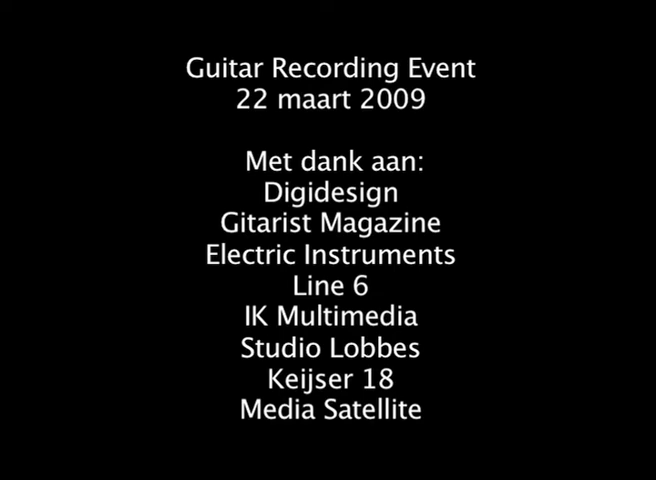 Guitar Recording Event
22 maart 2009
Met dank aan:
Digidesign
Gitarist Magazine
Electric Instruments
Line 6
IK Multimedia
Studio Lobbes
Keijser 18
Media Satellite